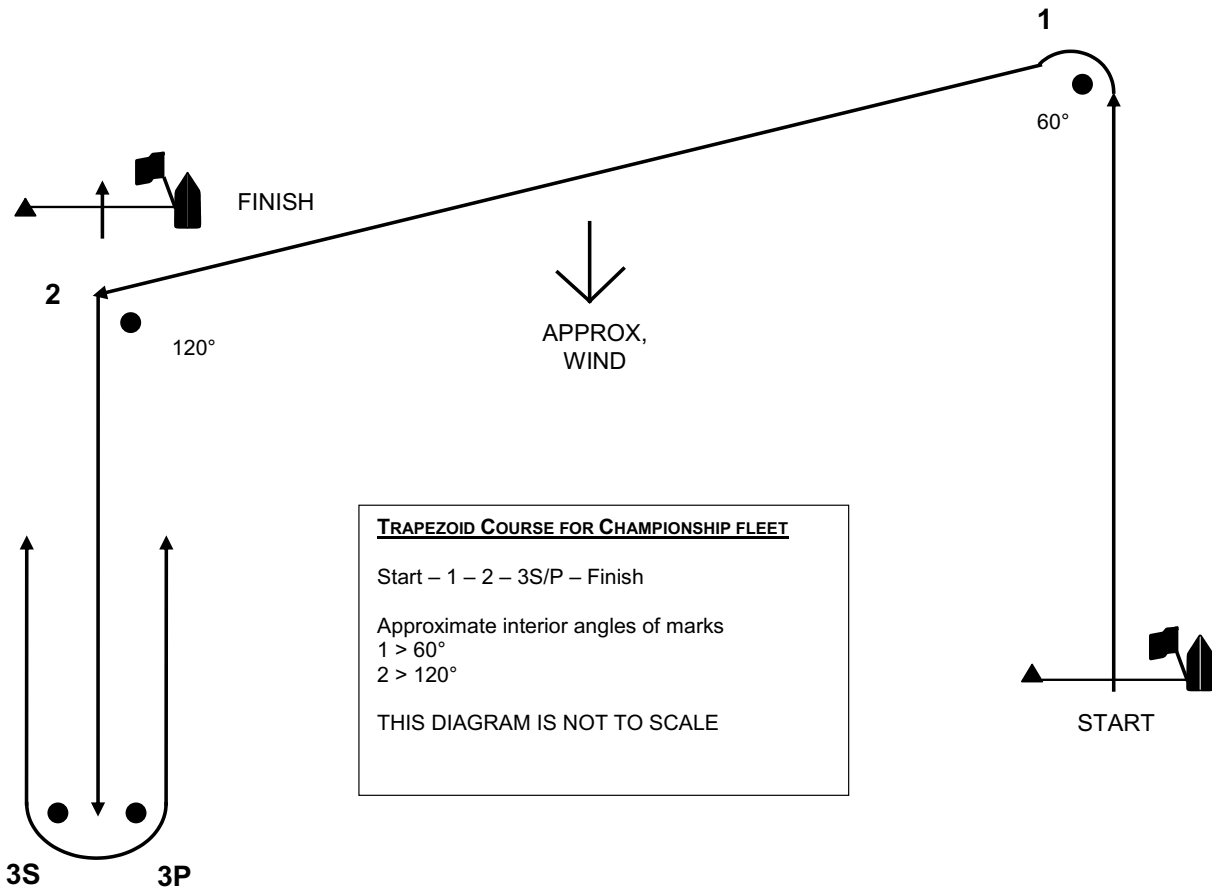 1
60°
FINISH
2
120°
APPROX,
WIND
TRAPEZOID COURSE FOR CHAMPIONSHIP FLEET
Start – 1 – 2 – 3S/P – Finish
Approximate interior angles of marks
1 > 60°
2 > 120°
THIS DIAGRAM IS NOT TO SCALE
START
3S
3P